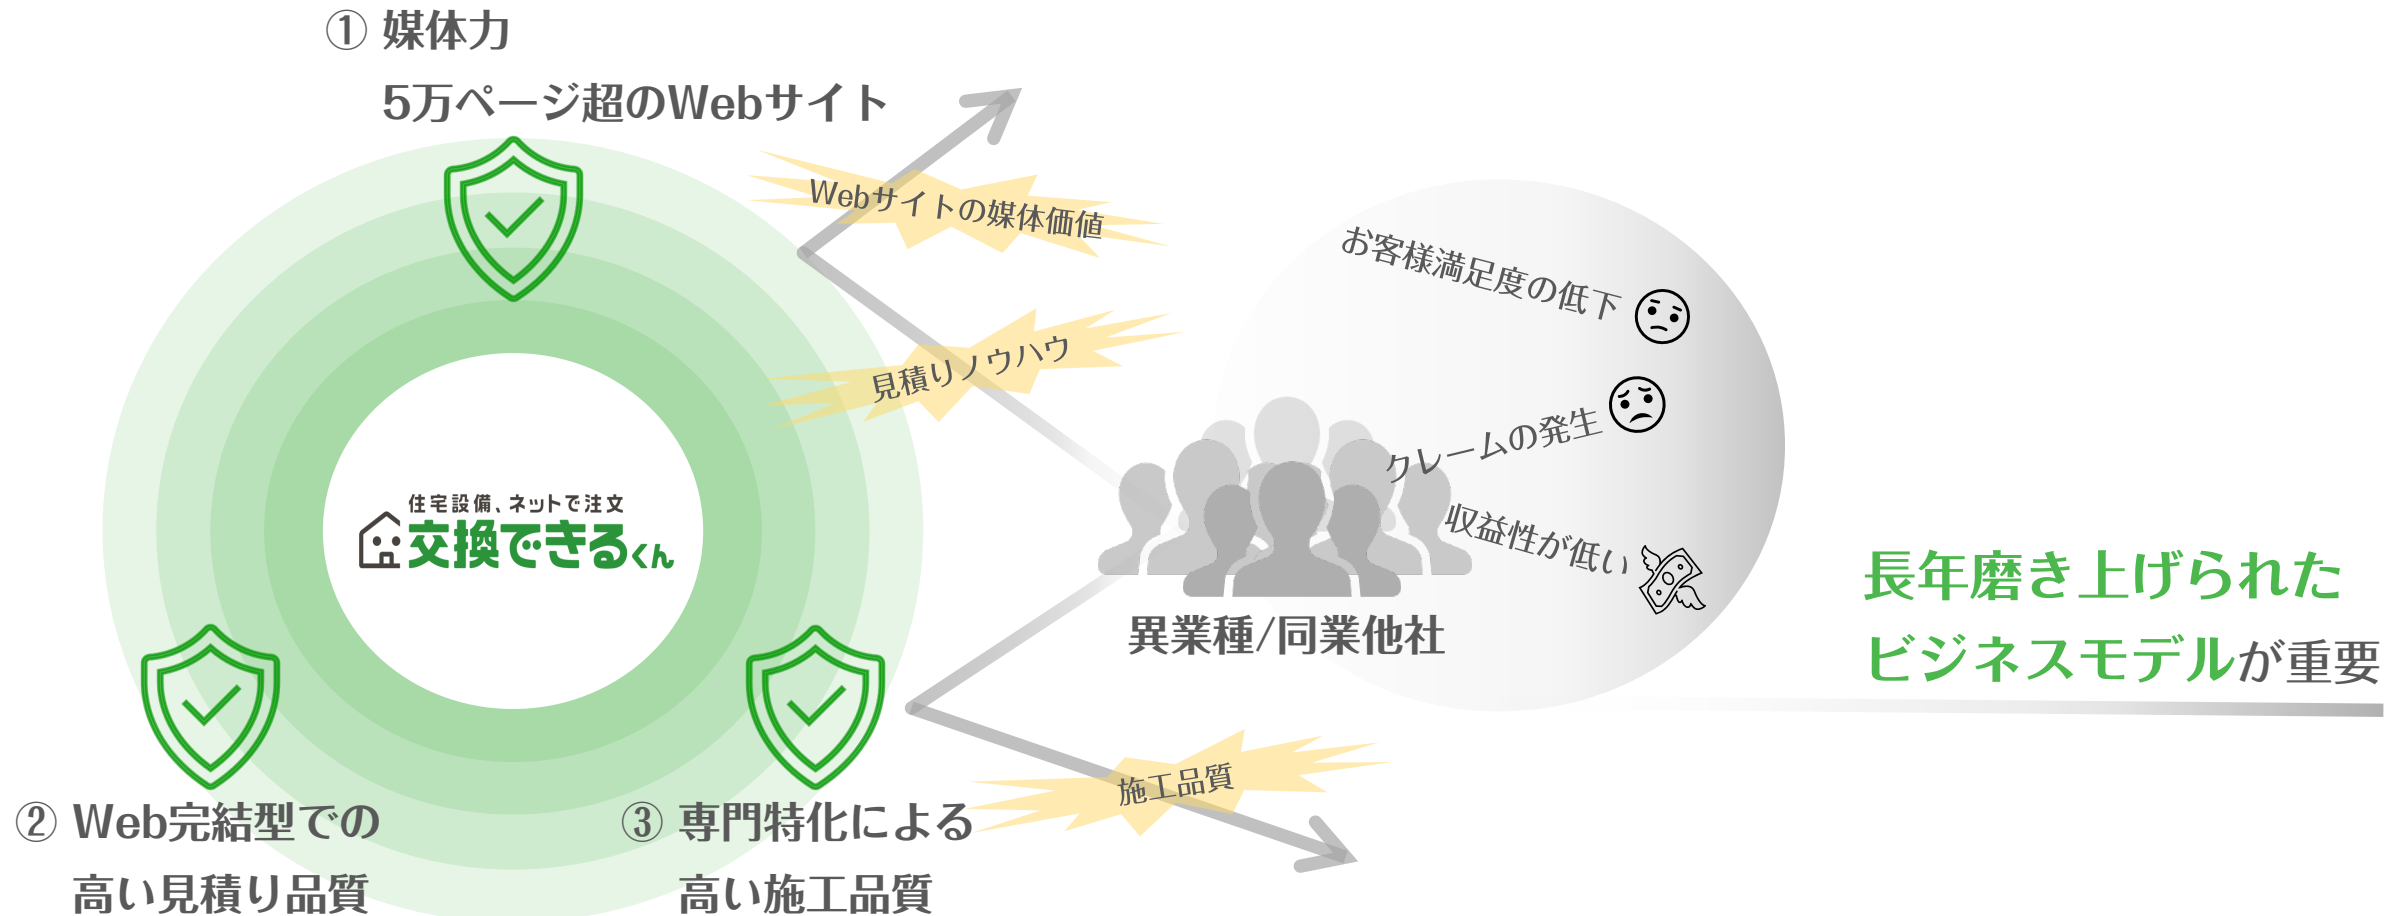 ① 媒体力
5万ページ超のWebサイト
Webサイトの媒体価値
見積りノウハウ
お客様満足度の低下
クレームの発生
収益性が低い
住宅設備、ネットで注文
交換できるくん
異業種/同業他社
長年磨き上げられた
ビジネスモデルが重要
施工品質
② Web完結型での
高い見積り品質
③ 専門特化による
高い施工品質